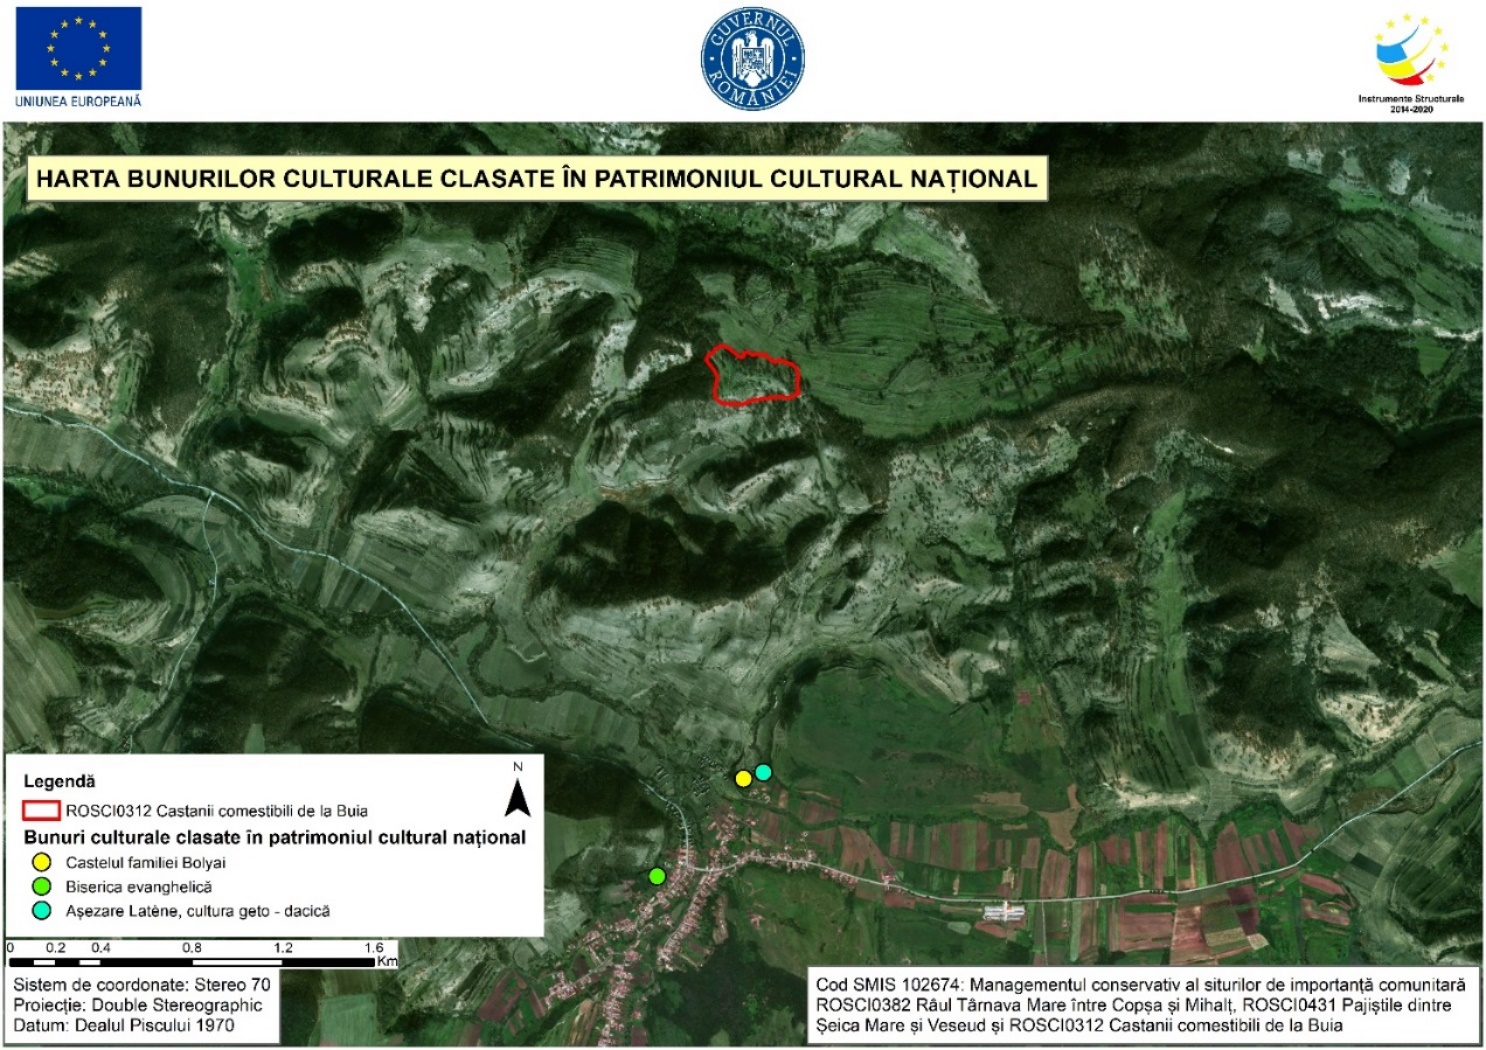 UNIUNEA EUROPEANĂ
GUVERNUL ROMÂNIEI
Instrumente Structurale
2014-2020
HARTA BUNURILOR CULTURALE CLASATE ÎN PATRIMONIUL CULTURAL NAȚIONAL
Legendă
ROSCI0312 Castanii comestibili de la Buia
Bunuri culturale clasate în patrimoniul cultural național
Castelul familiei Bolyai
Biserica evanghelică
Așezare Latène, cultura geto - dacică
N
0 0.2 0.4 0.8 1.2 1.6
Km
Sistem de coordonate: Stereo 70
Proiecție: Double Stereographic
Datum: Dealul Piscului 1970
Cod SMIS 102674: Managementul conservativ al siturilor de importanță comunitară
ROSCI0382 Râul Târnava Mare între Copșa și Mihalț, ROSCI0431 Pajiștile dintre
Șeica Mare și Veseud și ROSCI0312 Castanii comestibili de la Buia